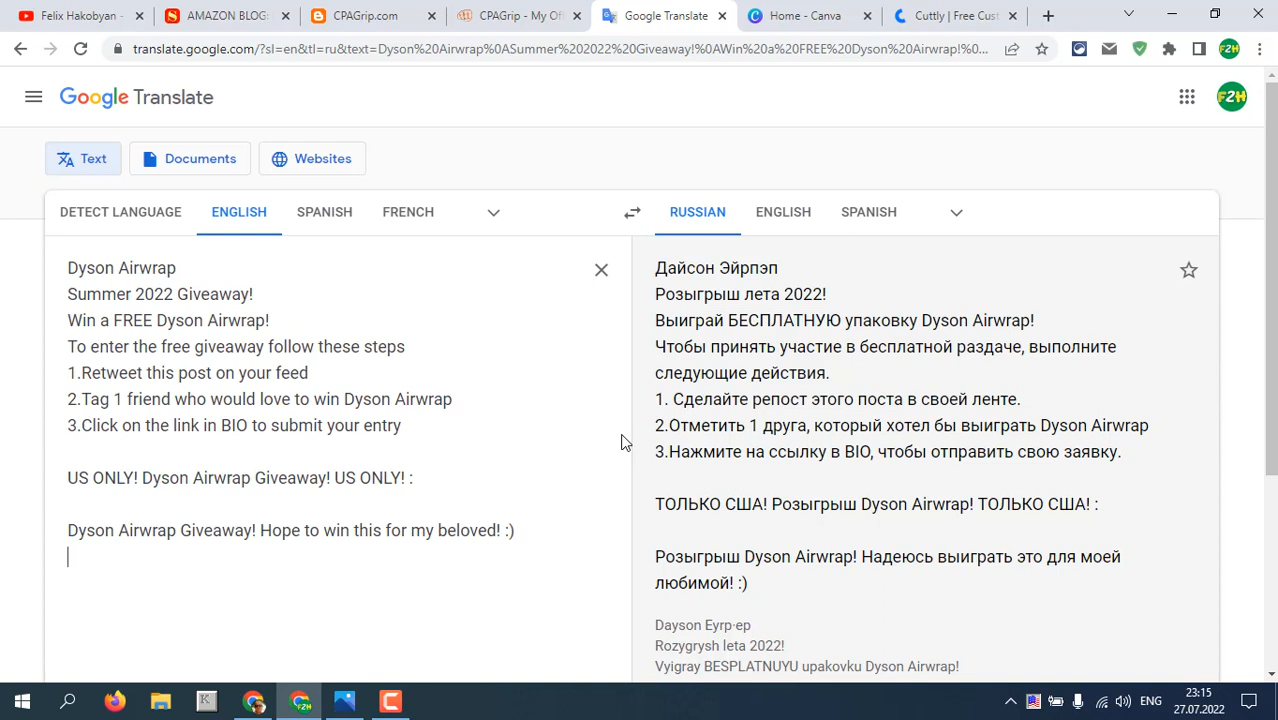 Felix Hakobyan -
AMAZON BLOG:
CPAGrip.com
CPAGrip - My Off
Google Translate
Home - Canva
Cuttly | Free Cust
translate.google.com/?sl=en&tl=ru&text=Dyson%20Airwrap%0ASummer%202022%20Giveaway!%0AWin%20a%20FREE%20Dyson%20Airwrap!%0...
F2H
Google Translate
F2H
Text
Documents
Websites
DETECT LANGUAGE
ENGLISH
SPANISH
FRENCH
RUSSIAN
ENGLISH
SPANISH
Dyson Airwrap
Summer 2022 Giveaway!
Win a FREE Dyson Airwrap!
To enter the free giveaway follow these steps
1.Retweet this post on your feed
2.Tag 1 friend who would love to win Dyson Airwrap
3.Click on the link in BIO to submit your entry
US ONLY! Dyson Airwrap Giveaway! US ONLY! :
Dyson Airwrap Giveaway! Hope to win this for my beloved! :)
Дайсон Эйрпэп
Розыгрыш лета 2022!
Выиграй БЕСПЛАТНУЮ упаковку Dyson Airwrap!
Чтобы принять участие в бесплатной раздаче, выполните
следующие действия.
1. Сделайте репост этого поста в своей ленте.
2.Отметить 1 друга, который хотел бы выиграть Dyson Airwrap
3.Нажмите на ссылку в BIO, чтобы отправить свою заявку.
ТОЛЬКО США! Розыгрыш Dyson Airwrap! ТОЛЬКО США! :
Розыгрыш Dyson Airwrap! Надеюсь выиграть это для моей
любимой! :)
Dayson Eyrp·ep
Rozygrysh leta 2022!
Vyigray BESPLATNUYU upakovku Dyson Airwrap!
ENG
23:15
27.07.2022